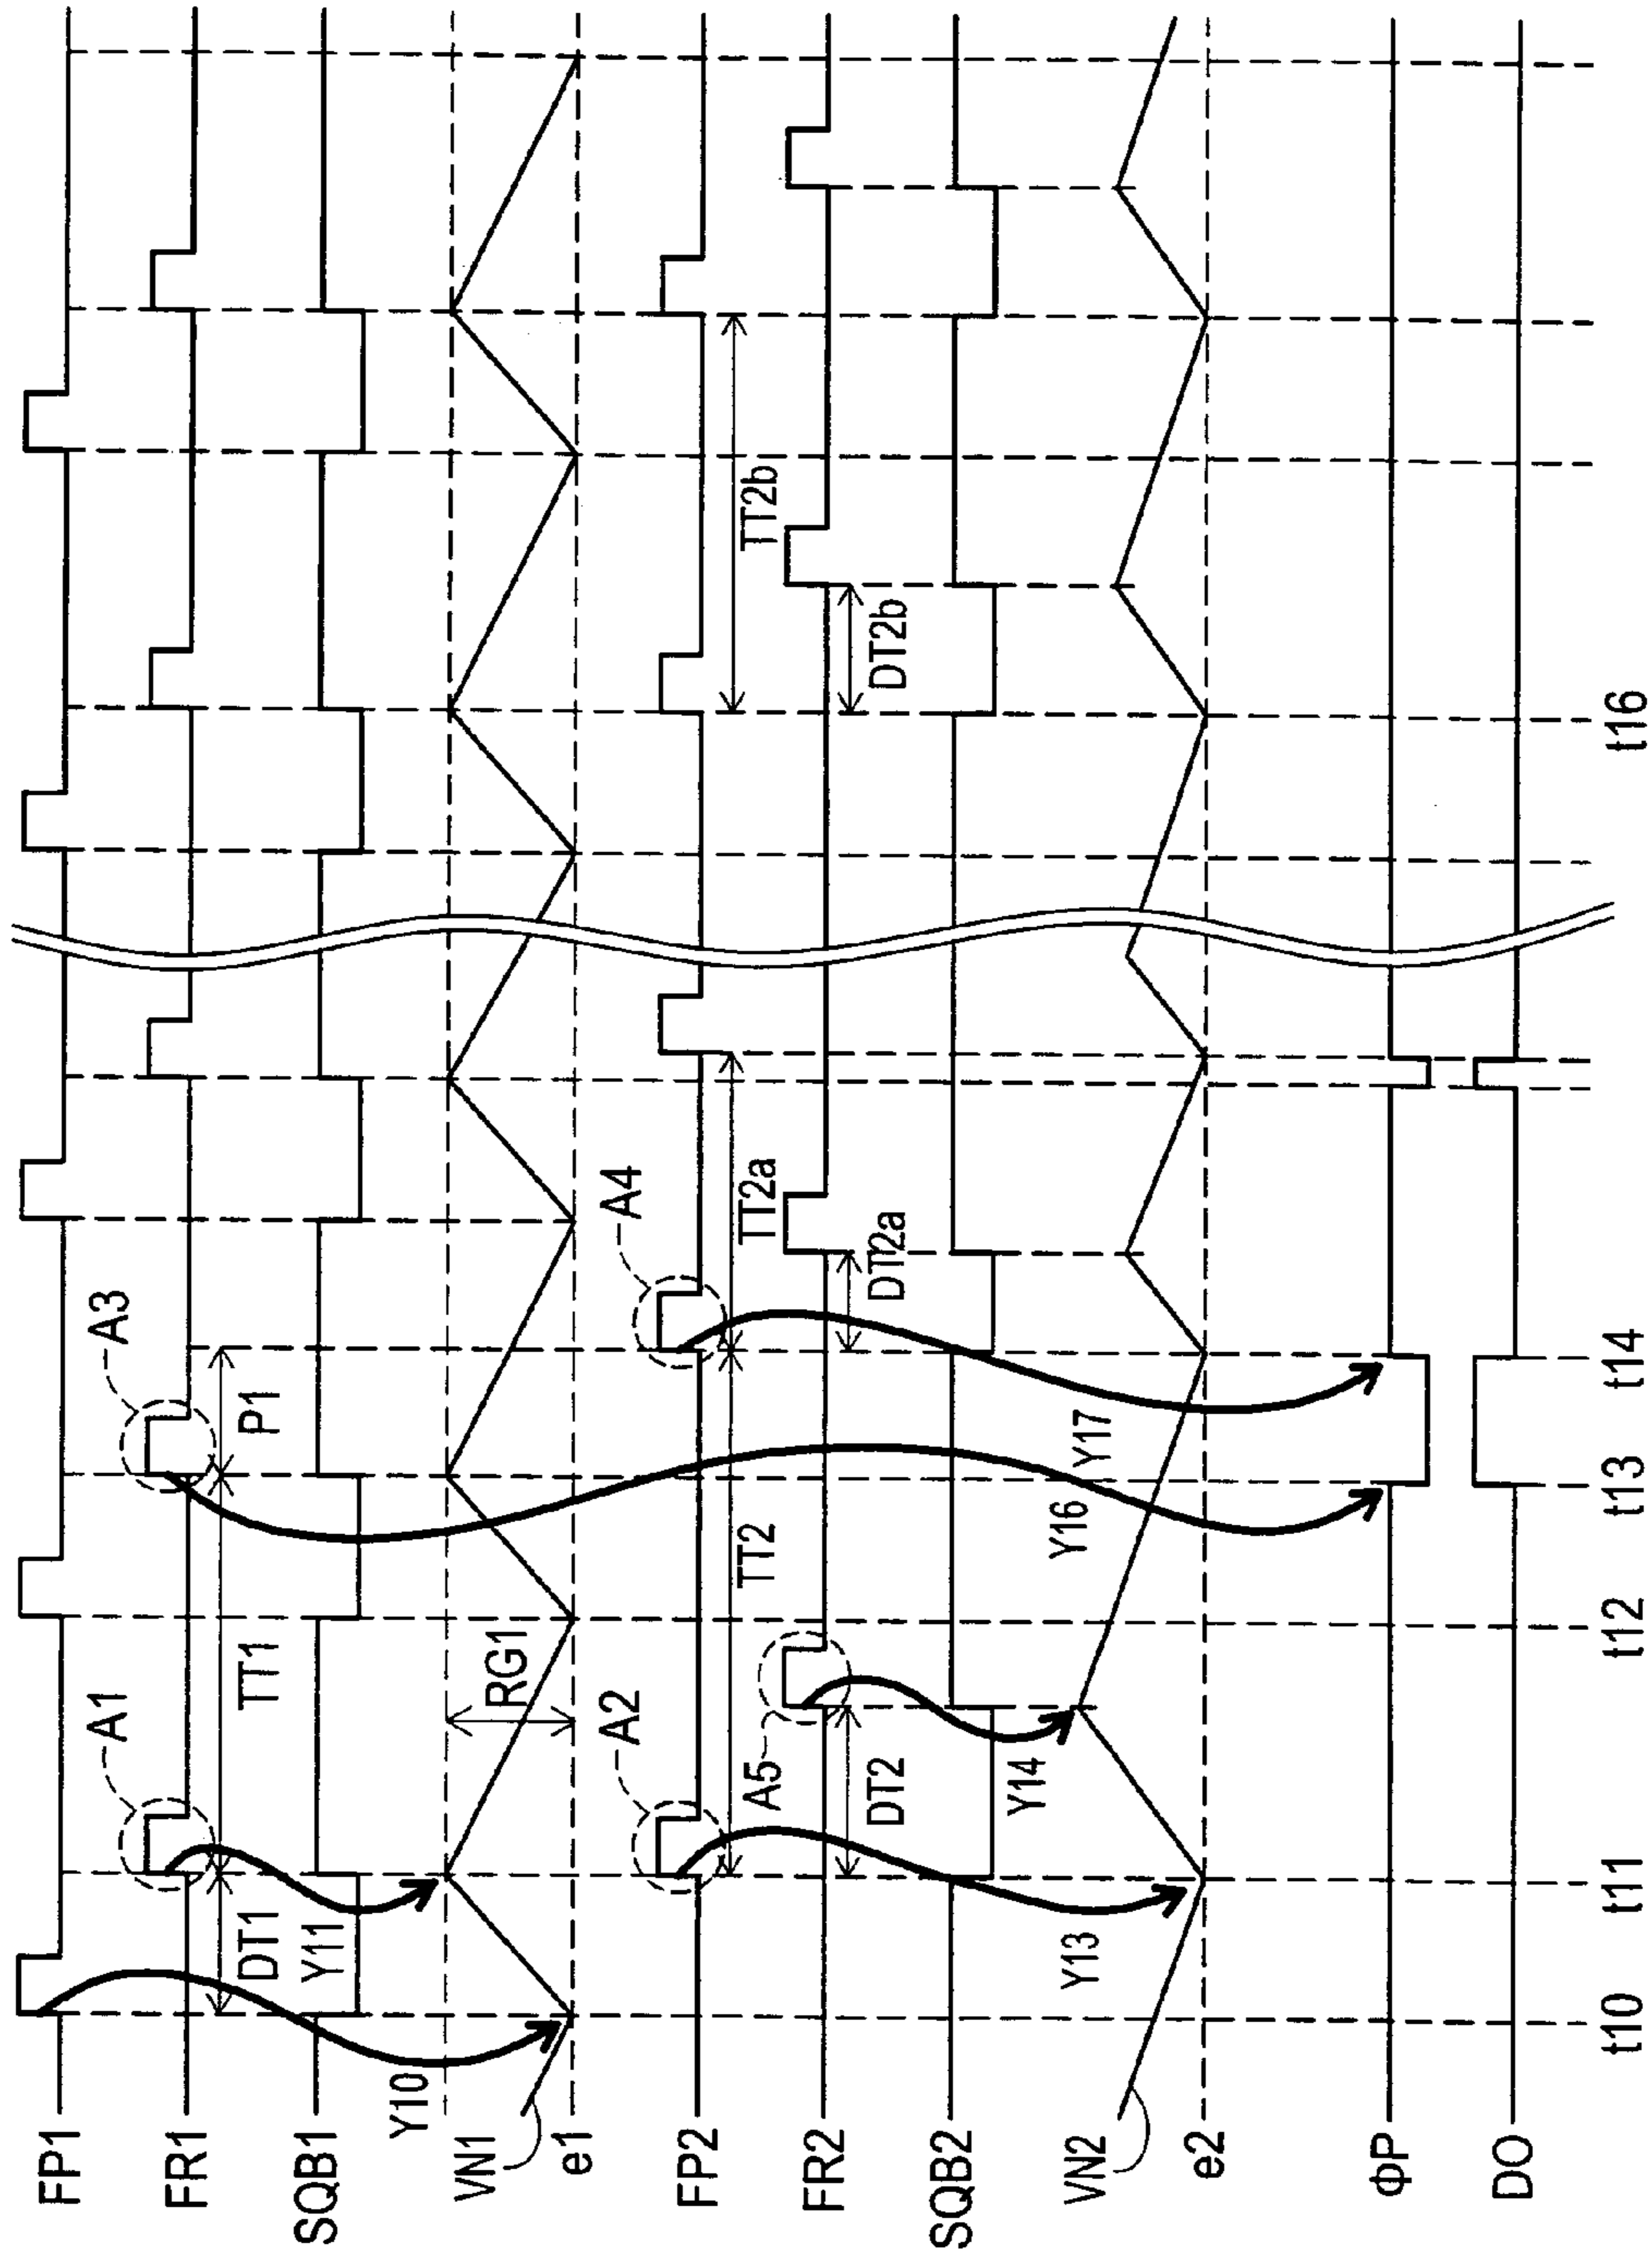 FP1
FR1
A1
A3
DT1
TT1
P1
SQB1
Y11
Y10
VN1
RG1
e1
FP2
A2
A4
TT2
TT2a
TT2b
FR2
A5
DT2
DT2a
DT2b
SQB2
Y14
Y13
Y16
Y17
VN2
e2
ΦP
DO
t10
t11
t12
t13
t14
t16